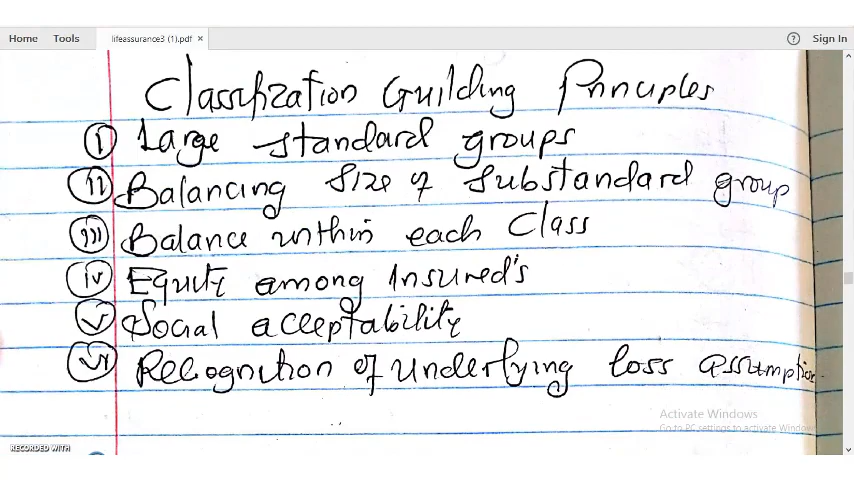 Home Tools lifeassurance3 (1).pdf × ? Sign In
Classification Guilding Principles
(i) Large standard groups
(ii) Balancing size of substandard group
(iii) Balance within each Class
(iv) Equity among Insured's
(v) Social acceptability
(vi) Recognition of underlying loss assumption
Activate Windows
Go to PC settings to activate Windows
RECORDED WITH